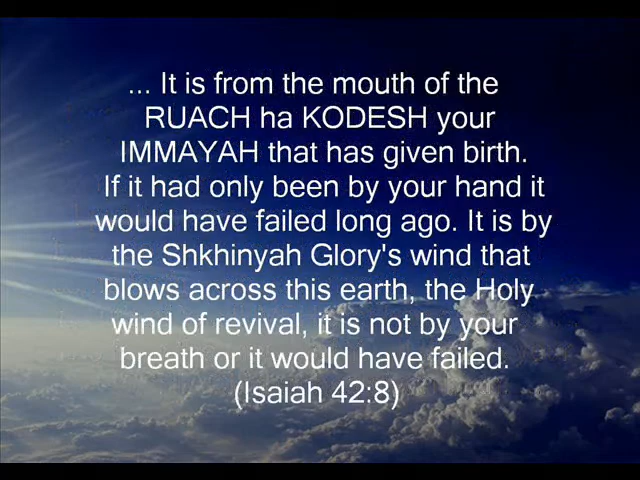 ... It is from the mouth of the
RUACH ha KODESH your
IMMAYAH that has given birth.
If it had only been by your hand it
would have failed long ago. It is by
the Shkhinyah Glory's wind that
blows across this earth, the Holy
wind of revival, it is not by your
breath or it would have failed.
(Isaiah 42:8)